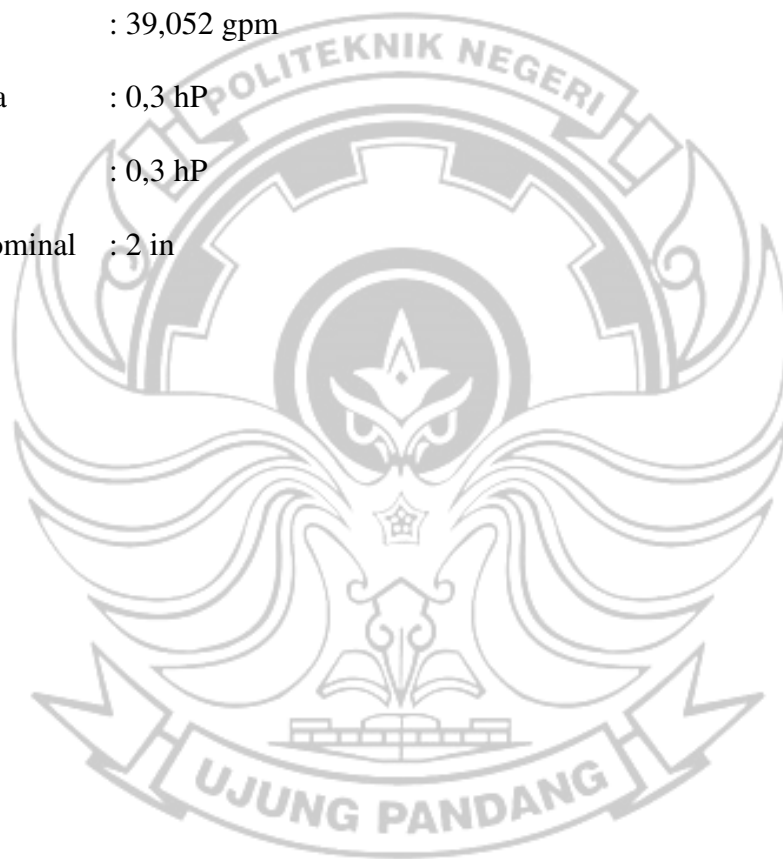 : 39,052 gpm
a : 0,3 hP
: 0,3 hP
ominal : 2 in
POLITEKNIK NEGERI
UJUNG PANDANG